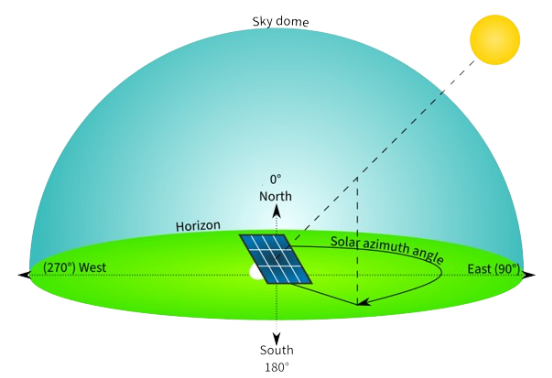 Sky dome
0°
North
Horizon
Solar azimuth angle
(270°) West
East (90°)
South
180°